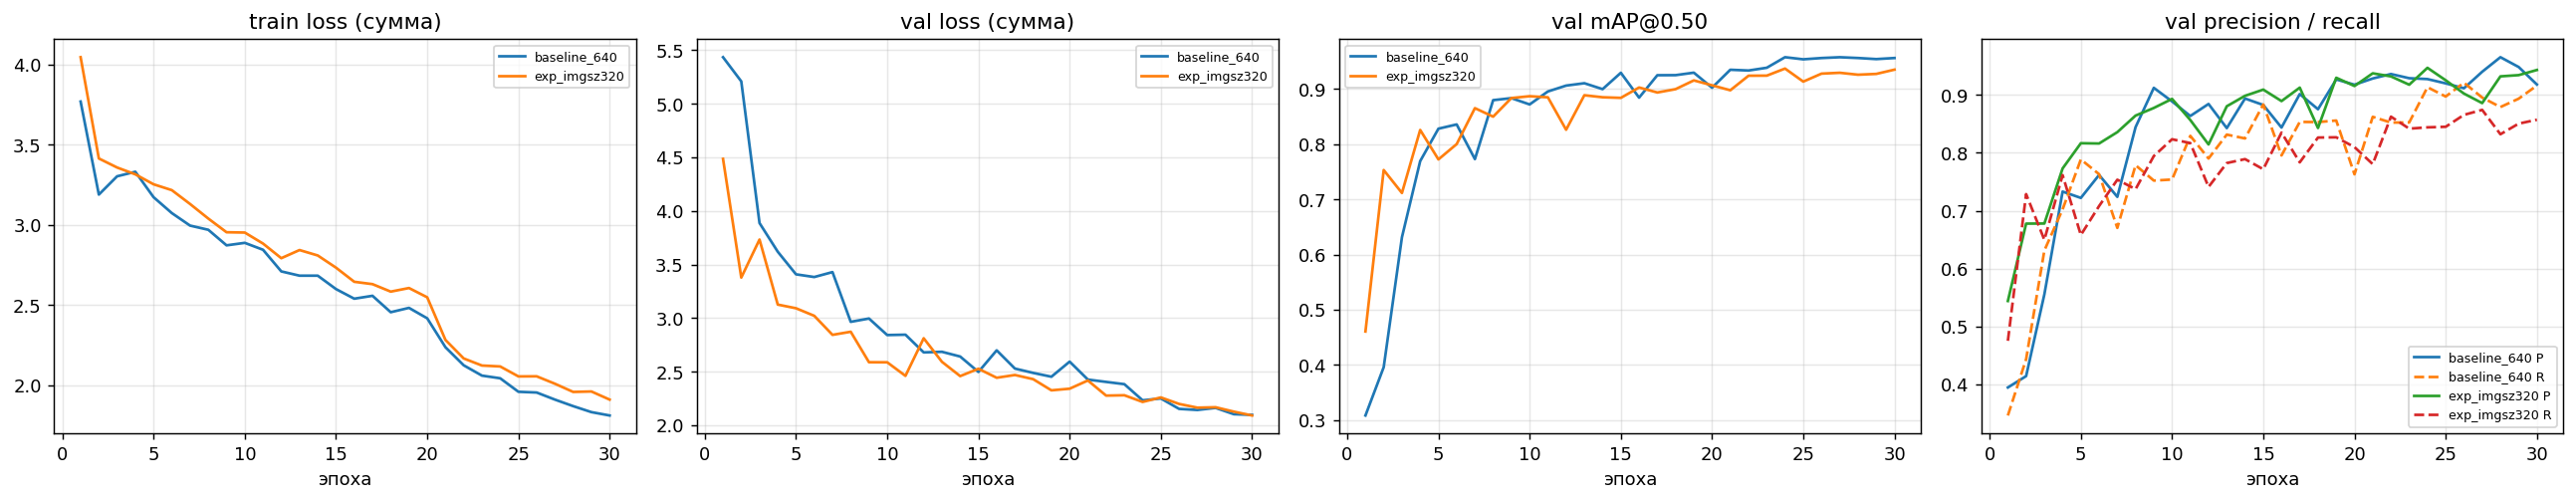 train loss (сумма)
baseline_640
exp_imgsz320
4.0
3.5
3.0
2.5
2.0
0 5 10 15 20 25 30
эпоха
val loss (сумма)
baseline_640
exp_imgsz320
5.5
5.0
4.5
4.0
3.5
3.0
2.5
2.0
0 5 10 15 20 25 30
эпоха
val mAP@0.50
baseline_640
exp_imgsz320
0.9
0.8
0.7
0.6
0.5
0.4
0.3
0 5 10 15 20 25 30
эпоха
val precision / recall
0.9
0.8
0.7
0.6
0.5
0.4
baseline_640 P
baseline_640 R
exp_imgsz320 P
exp_imgsz320 R
0 5 10 15 20 25 30
эпоха